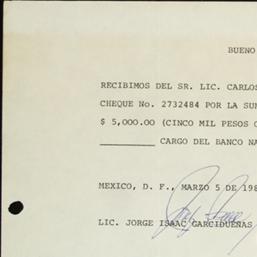 BUENO
RECIBIMOS DEL SR. LIC. CARLOS
CHEQUE No. 2732484 POR LA SUM
$ 5,000.00 (CINCO MIL PESOS
CARGO DEL BANCO NA
MEXICO, D. F., MARZO 5 DE 198
LIC. JORGE ISAAC GARCIDUEÑAS